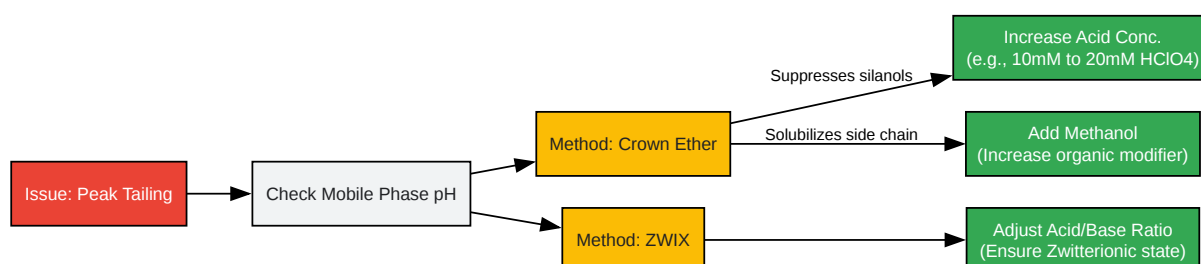 Issue: Peak Tailing
Check Mobile Phase pH
Method: Crown Ether
Method: ZWIX
Suppresses silanols
Solubilizes side chain
Increase Acid Conc.
(e.g., 10mM to 20mM HClO4)
Add Methanol
(Increase organic modifier)
Adjust Acid/Base Ratio
(Ensure Zwitterionic state)